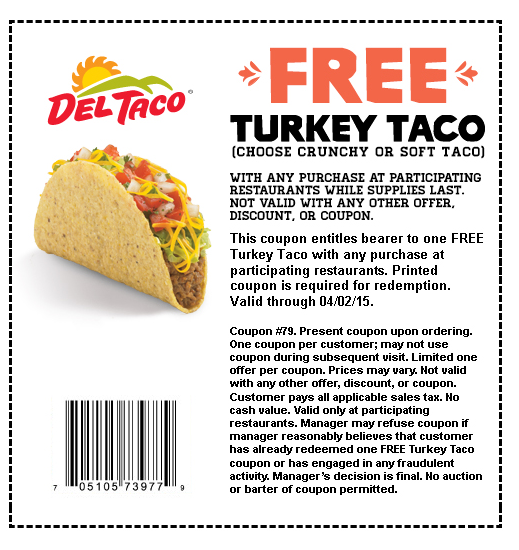 DEL TACO
FREE
TURKEY TACO
(CHOOSE CRUNCHY OR SOFT TACO)
WITH ANY PURCHASE AT PARTICIPATING
RESTAURANTS WHILE SUPPLIES LAST.
NOT VALID WITH ANY OTHER OFFER,
DISCOUNT, OR COUPON.
This coupon entitles bearer to one FREE
Turkey Taco with any purchase at
participating restaurants. Printed
coupon is required for redemption.
Valid through 04/02/15.
Coupon #79. Present coupon upon ordering.
One coupon per customer; may not use
coupon during subsequent visit. Limited one
offer per coupon. Prices may vary. Not valid
with any other offer, discount, or coupon.
Customer pays all applicable sales tax. No
cash value. Valid only at participating
restaurants. Manager may refuse coupon if
manager reasonably believes that customer
has already redeemed one FREE Turkey Taco
coupon or has engaged in any fraudulent
activity. Manager's decision is final. No auction
or barter of coupon permitted.
7 05105 73977 9